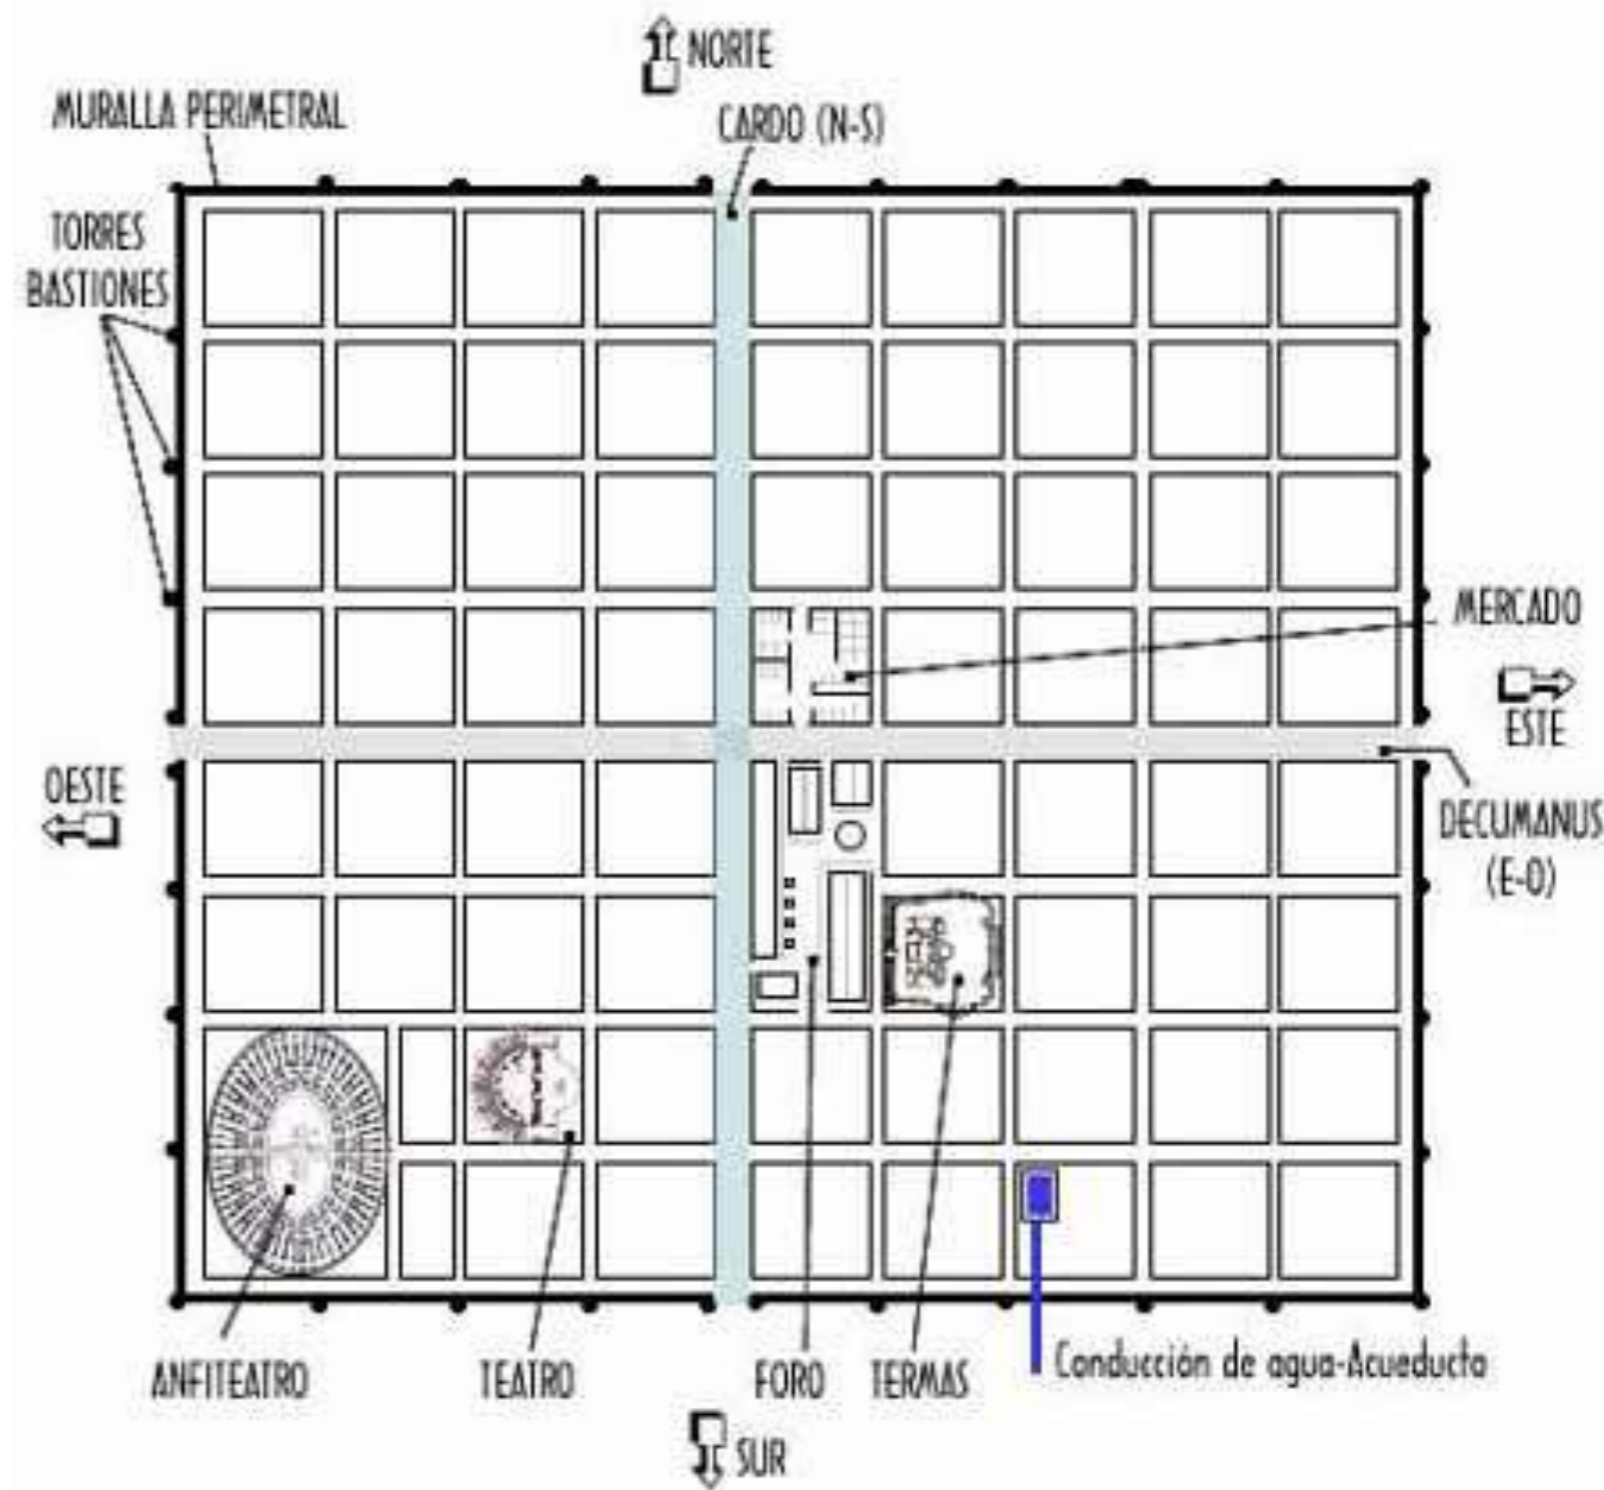 NORTE
MURALLA PERIMETRAL
CARDO (N-S)
TORRES
BASTIONES
MERCADO
ESTE
OESTE
DECUMANUS
(E-O)
ANFITEATRO
TEATRO
FORO
TERMAS
Conducción de agua-Acueducto
SUR